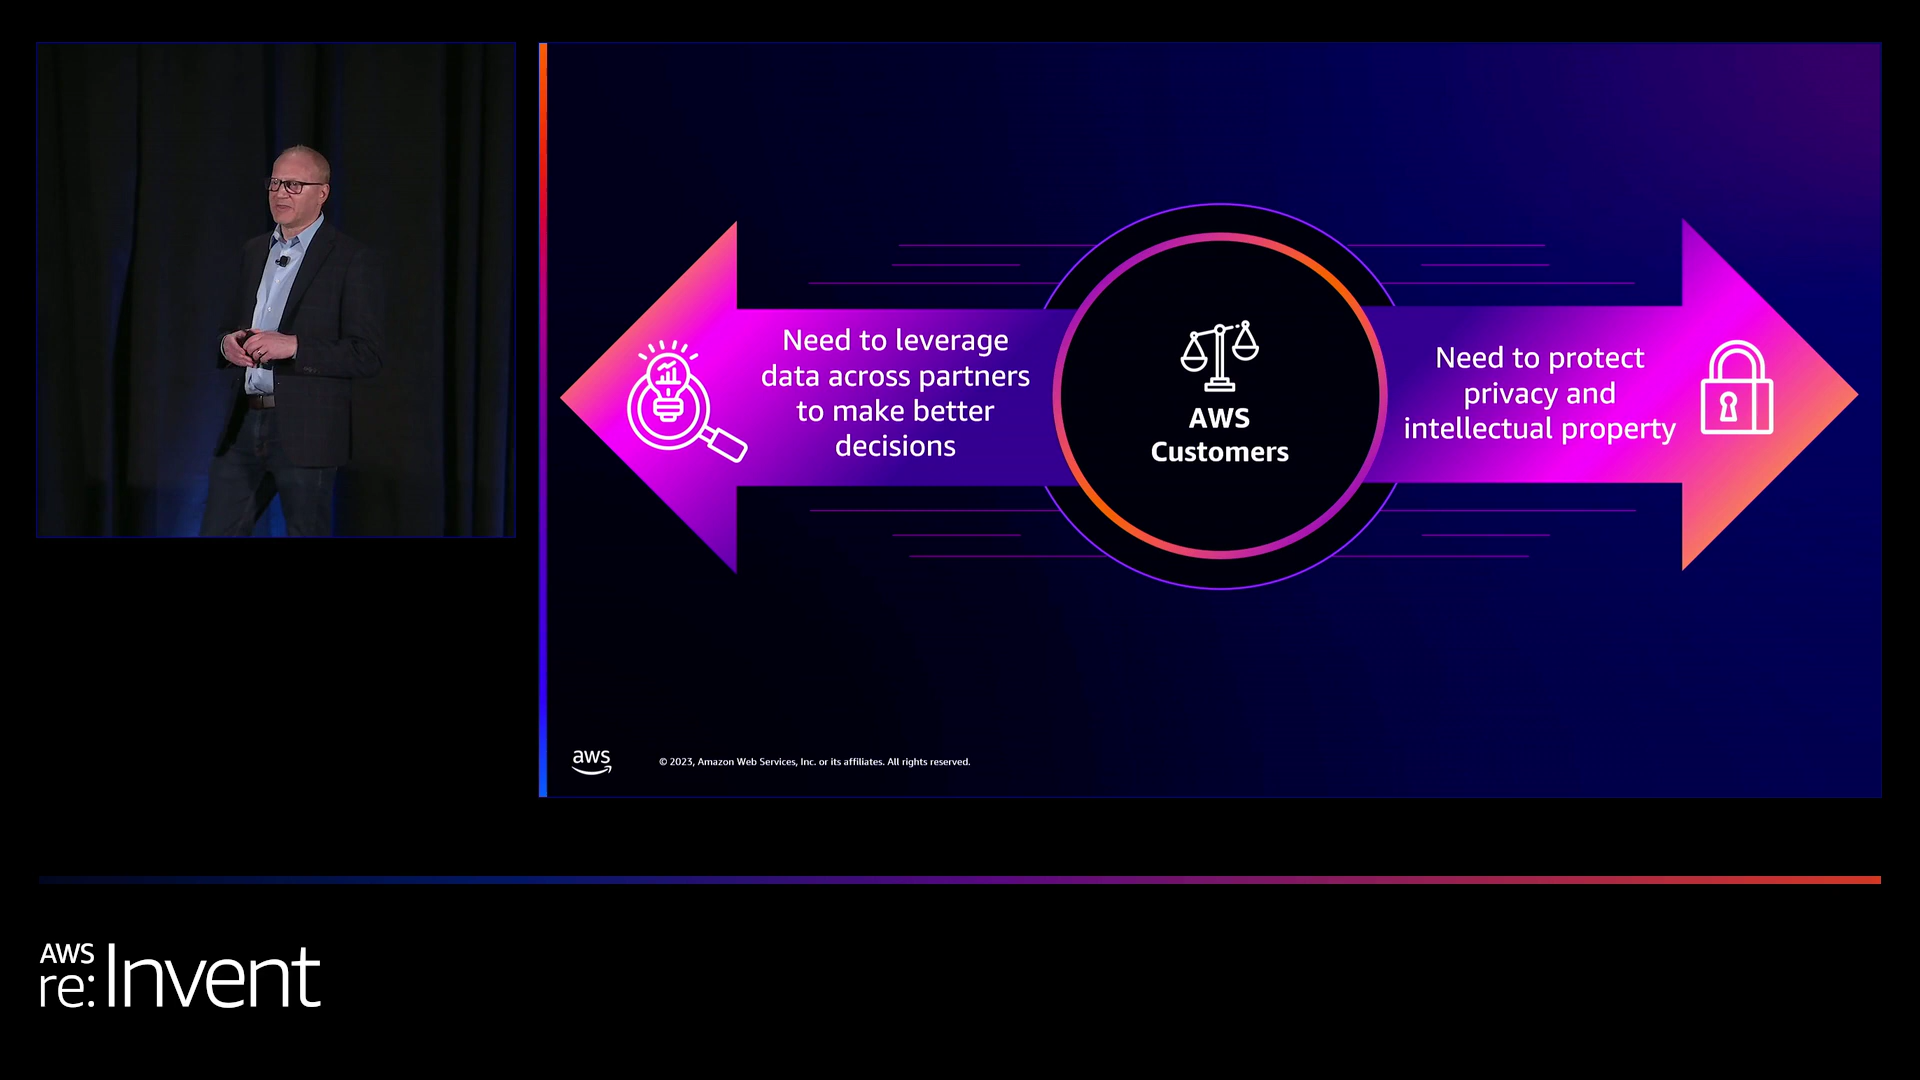 Need to leverage
data across partners
to make better
decisions
AWS
Customers
Need to protect
privacy and
intellectual property
aws
© 2023, Amazon Web Services, Inc. or its affiliates. All rights reserved.
AWS
re:Invent